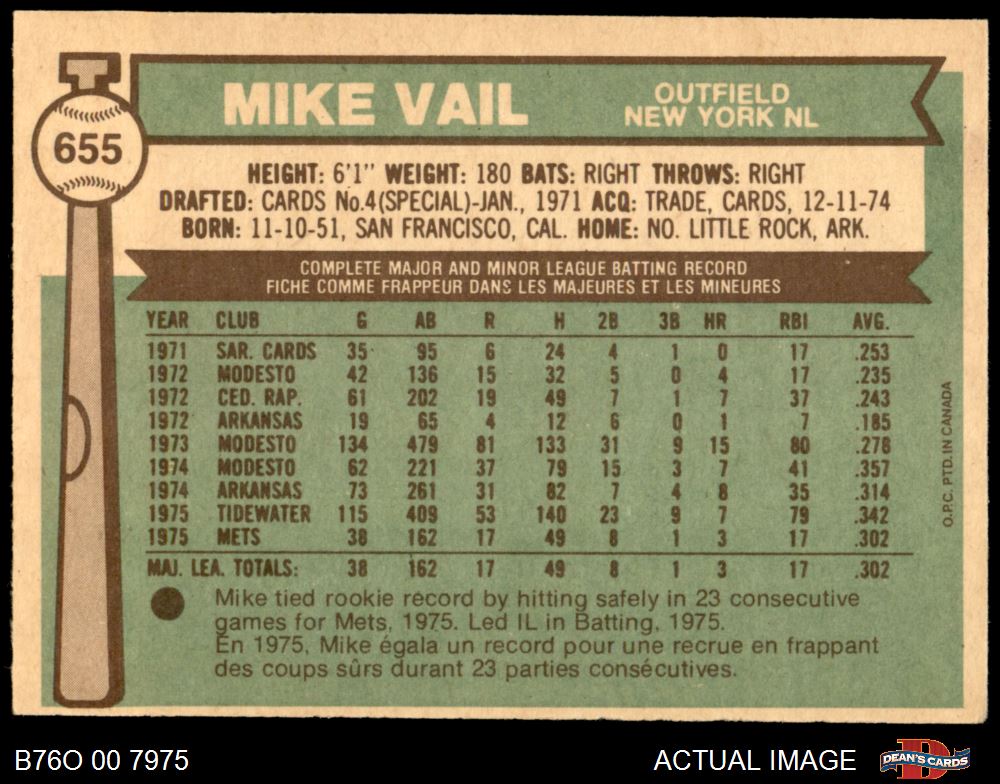 655
MIKE VAIL
OUTFIELD
NEW YORK NL
HEIGHT: 6'1" WEIGHT: 180 BATS: RIGHT THROWS: RIGHT
DRAFTED: CARDS No.4(SPECIAL)-JAN., 1971 ACQ: TRADE, CARDS, 12-11-74
BORN: 11-10-51, SAN FRANCISCO, CAL. HOME: NO. LITTLE ROCK, ARK.
COMPLETE MAJOR AND MINOR LEAGUE BATTING RECORD
FICHE COMME FRAPPEUR DANS LES MAJEURES ET LES MINEURES
YEAR CLUB G AB R H 2B 3B HR RBI AVG.
1971 SAR. CARDS 35 95 6 24 4 1 0 17 .253
1972 MODESTO 42 136 15 32 5 0 4 17 .235
1972 CED. RAP. 61 202 19 49 7 1 7 37 .243
1972 ARKANSAS 19 65 4 12 6 0 1 7 .185
1973 MODESTO 134 479 81 133 31 9 15 80 .278
1974 MODESTO 62 221 37 79 15 3 7 41 .357
1974 ARKANSAS 73 261 31 82 7 4 8 35 .314
1975 TIDEWATER 115 409 53 140 23 9 7 79 .342
1975 METS 38 162 17 49 8 1 3 17 .302
MAJ. LEA. TOTALS: 38 162 17 49 8 1 3 17 .302
Mike tied rookie record by hitting safely in 23 consecutive
games for Mets, 1975. Led IL in Batting, 1975.
En 1975, Mike égala un record pour une recrue en frappant
des coups sûrs durant 23 parties consécutives.
O.P.C. PTD.IN CANADA
B76O 00 7975
ACTUAL IMAGE
DEAN'S CARDS